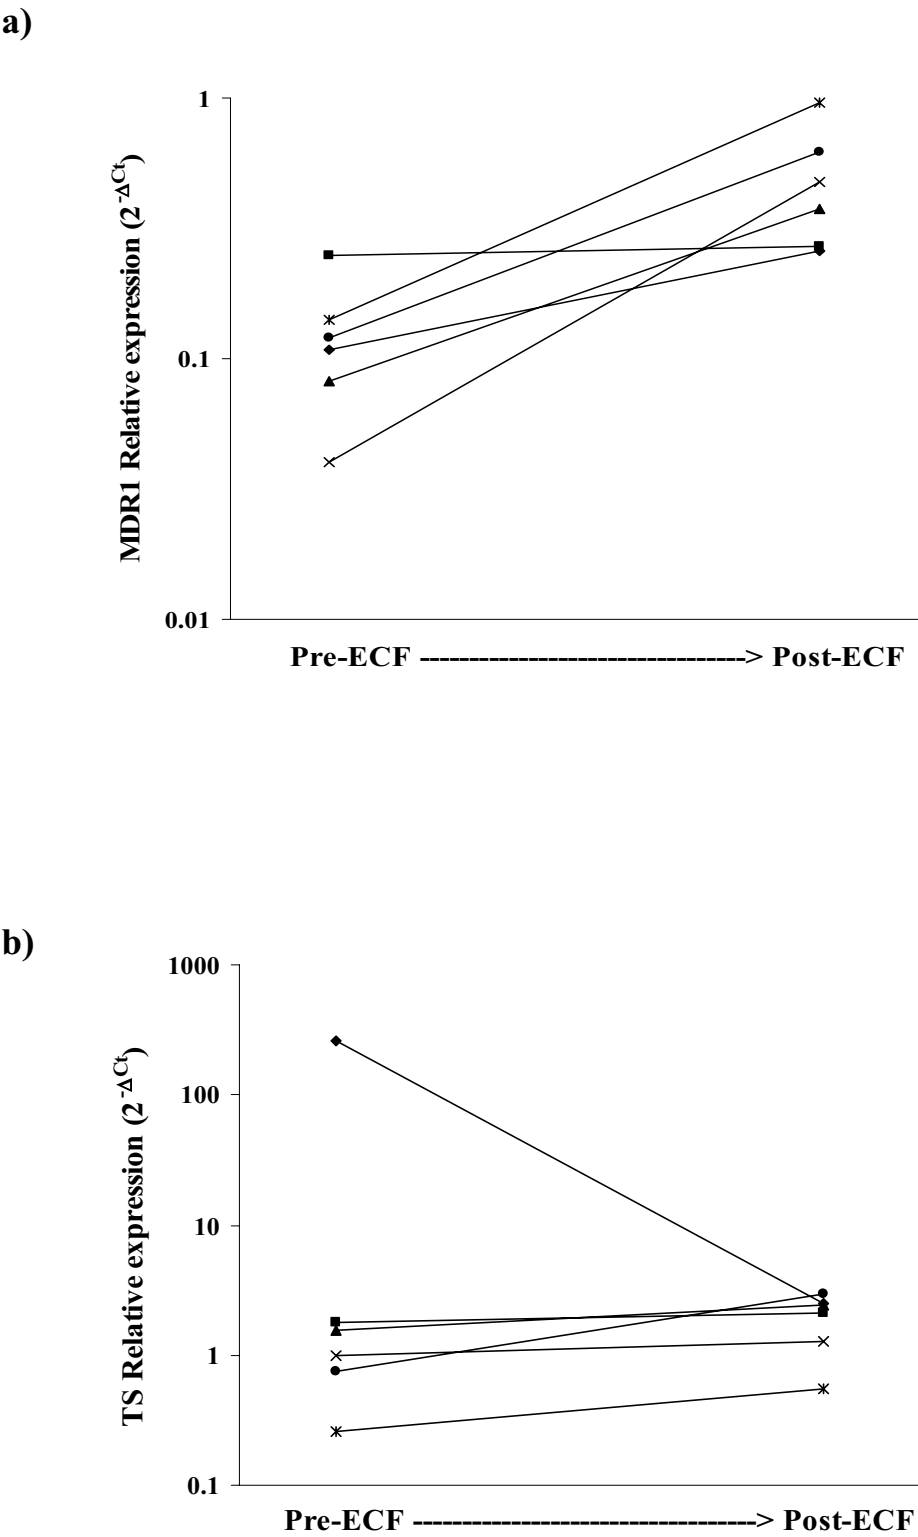 a)
1
0.1
0.01
MDR1 Relative expression (2 -ΔCt)
Pre-ECF ---------------------------------> Post-ECF
b)
1000
100
10
1
0.1
TS Relative expression (2 -ΔCt)
Pre-ECF -----------------------------------> Post-ECF